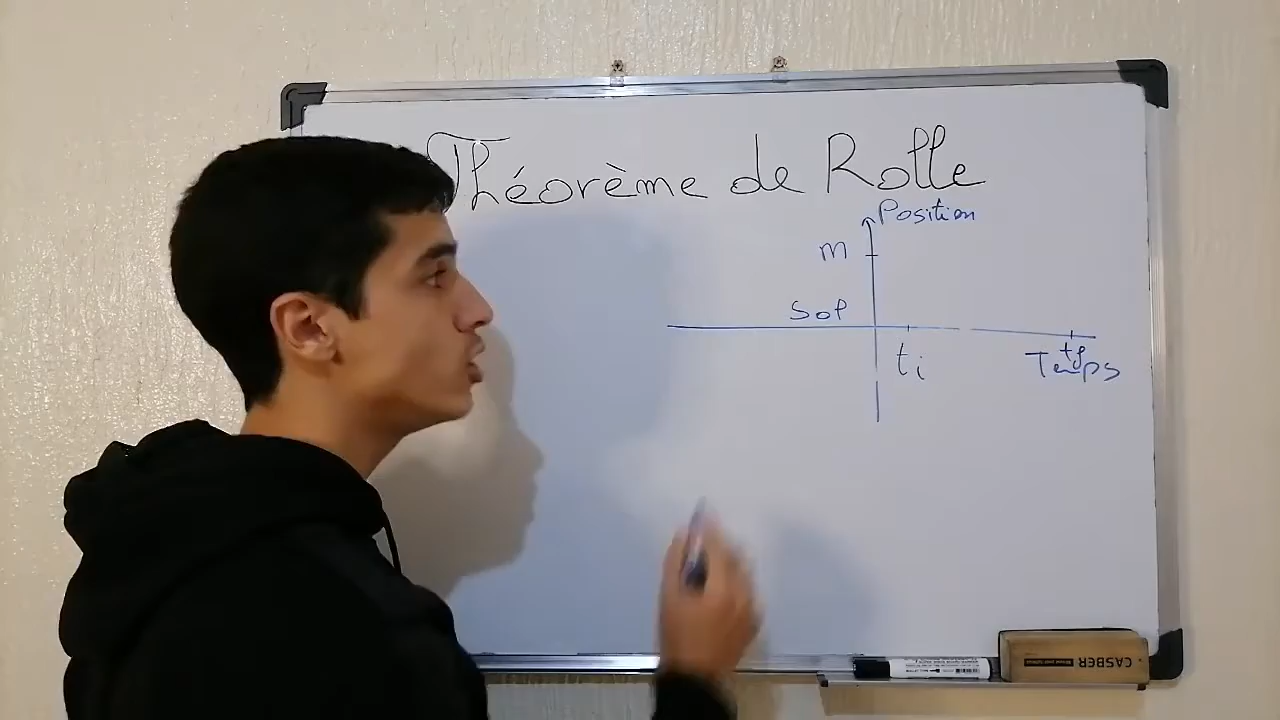 Théorème de Rolle
Position
m
Sol
ti
tf
Temps
CASBER